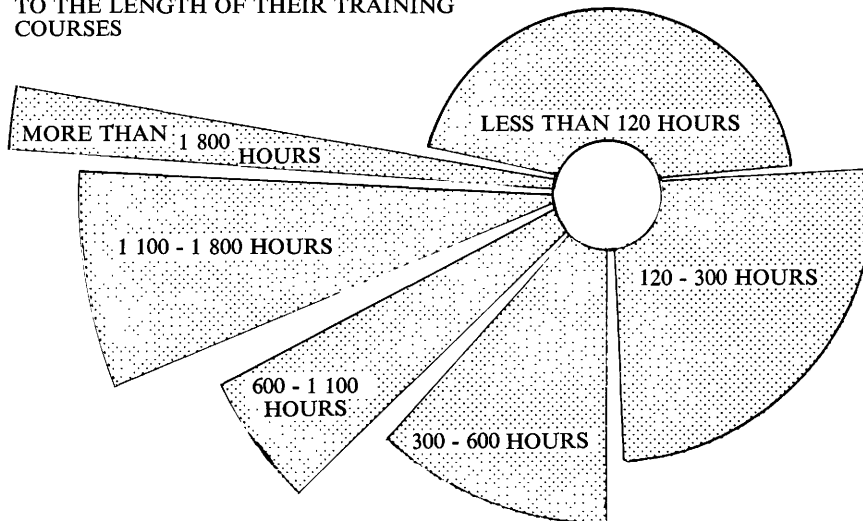 TO THE LENGTH OF THEIR TRAINING
COURSES
LESS THAN 120 HOURS
MORE THAN 1 800 HOURS
1 100 - 1 800 HOURS
120 - 300 HOURS
600 - 1 100
HOURS
300 - 600 HOURS